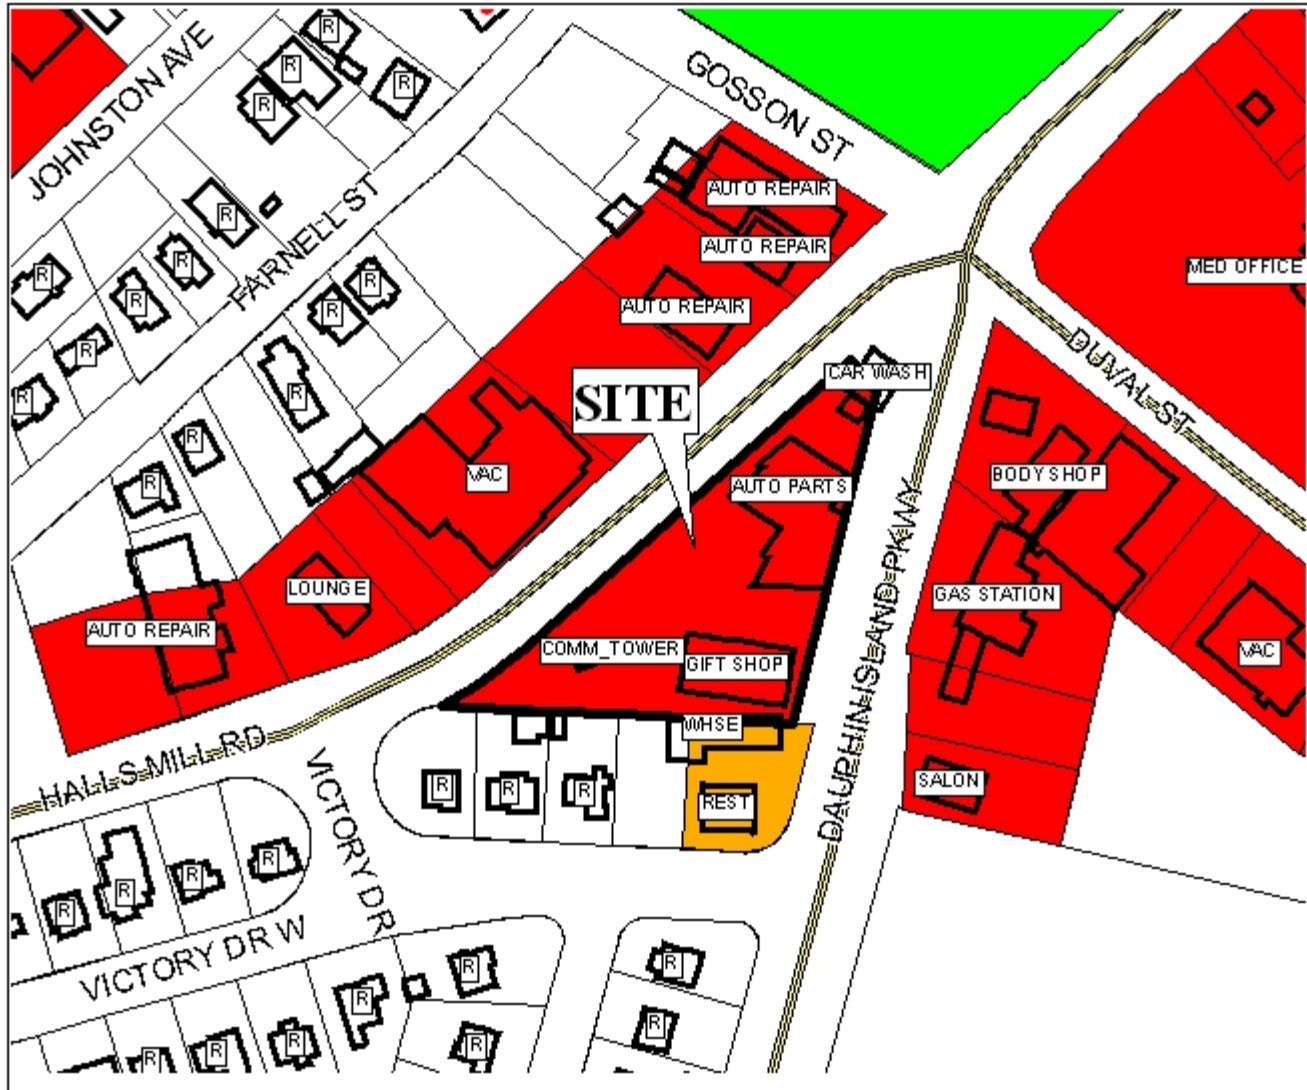 R
R
R
R
JOHNSTON AVE
GOSSON ST
AUTO REPAIR
R
FARNELL ST
AUTO REPAIR
R
R
R
MED OFFICE
R
R
AUTO REPAIR
R
DUVAL ST
R
CAR WASH
R
R
SITE
R
VAC
BODY SHOP
R
AUTO PARTS
LOUNGE
GAS STATION
AUTO REPAIR
COMM_TOWER
GIFT SHOP
VAC
DAUPHIN ISLAND PKWY
WHSE
HALLS MILL RD
VICTORY DR
R
R
R
SALON
REST
R
R
R
R
VICTORY DR W
R
R
R
R
R
R
R
R
R